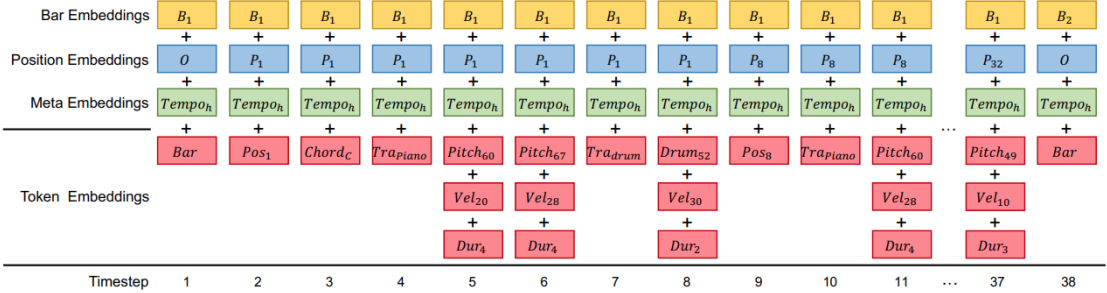 Bar Embeddings B₁ B₁ B₁ B₁ B₁ B₁ B₁ B₁ B₁ B₁ B₁ B₁ B₂
+ + + + + + + + + + + + +
Position Embeddings O P₁ P₁ P₁ P₁ P₁ P₁ P₁ P₈ P₈ P₈ P₃₂ O
+ + + + + + + + + + + + +
Meta Embeddings Tempoₕ Tempoₕ Tempoₕ Tempoₕ Tempoₕ Tempoₕ Tempoₕ Tempoₕ Tempoₕ Tempoₕ Tempoₕ Tempoₕ Tempoₕ
+ + + + + + + + + + + ... + +
Bar Pos₁ Chord_C Tra_Piano Pitch₆₀ Pitch₆₇ Tra_drum Drum₅₂ Pos₈ Tra_Piano Pitch₆₀ Pitch₄₉ Bar
+ + + + +
Token Embeddings Vel₂₀ Vel₂₈ Vel₃₀ Vel₂₈ Vel₁₀
+ + + + +
Dur₄ Dur₄ Dur₂ Dur₄ Dur₃
Timestep 1 2 3 4 5 6 7 8 9 10 11 ... 37 38